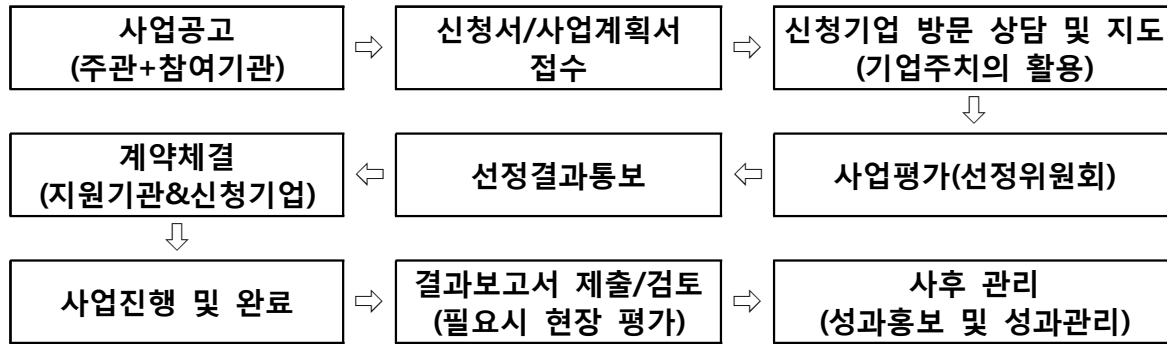 사업공고
(주관+참여기관)
신청서/사업계획서
접수
신청기업 방문 상담 및 지도
(기업주치의 활용)
사업평가(선정위원회)
선정결과통보
계약체결
(지원기관&신청기업)
사업진행 및 완료
결과보고서 제출/검토
(필요시 현장 평가)
사후 관리
(성과홍보 및 성과관리)